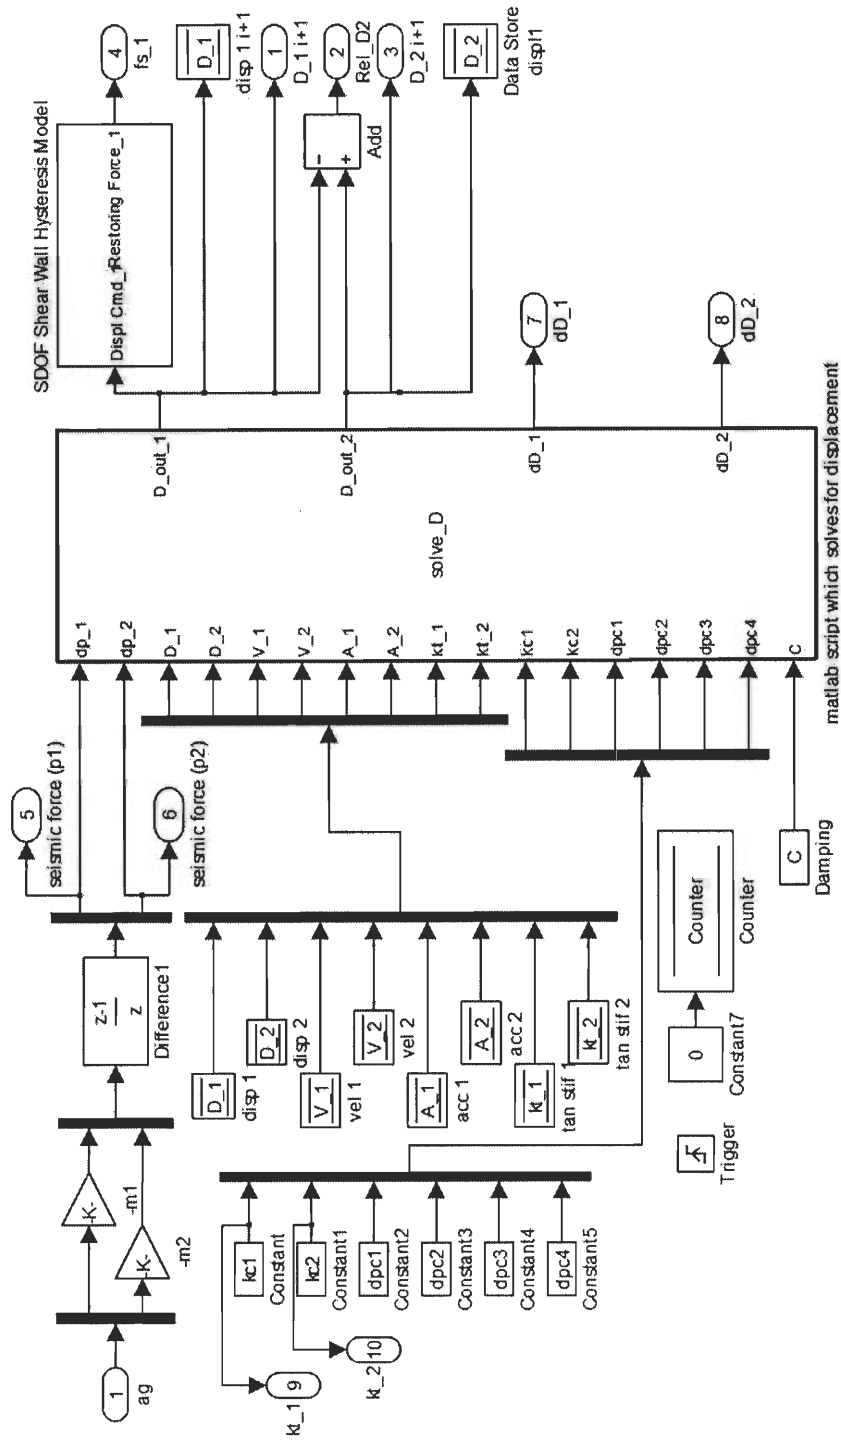 1
ag
-K-
-m1
-K-
-m2
z-1
z
Difference1
5
seismic force (p1)
6
seismic force (p2)
D_1
disp 1
D_2
disp 2
V_1
vel 1
V_2
vel 2
A_1
acc 1
A_2
acc 2
kt_1
tan stif 1
kt_2
tan stif 2
kc1
Constant
kc2
Constant1
dpc1
Constant2
dpc2
Constant3
dpc3
Constant4
dpc4
Constant5
9
kt_1
10
kt_2
Trigger
0
Constant7
Counter
Counter
C
Damping
dp_1
dp_2
D_1
D_2
V_1
V_2
A_1
A_2
kt_1
kt_2
kc1
kc2
dpc1
dpc2
dpc3
dpc4
C
solve_D
D_out_1
D_out_2
dD_1
dD_2
matlab script which solves for displacement
SDOF Shear Wall Hysteresis Model
Displ Cmd_1
Restoring Force_1
4
fs_1
D_1
disp 1 i+1
1
D_1 i+1
-
+
Add
2
Rel_D2
3
D_2 i+1
D_2
Data Store
displ1
7
dD_1
8
dD_2